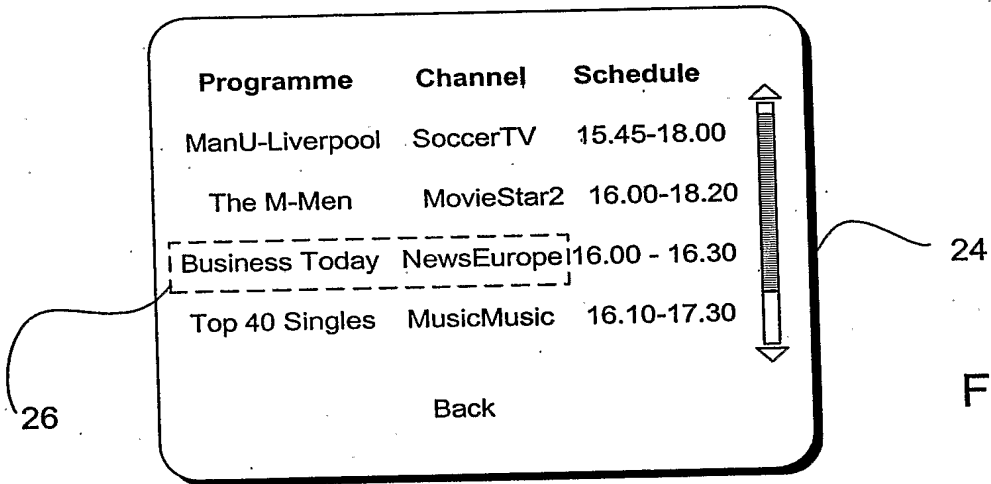 Programme Channel Schedule
ManU-Liverpool SoccerTV 15.45-18.00
The M-Men MovieStar2 16.00-18.20
Business Today NewsEurope 16.00 - 16.30
24
Top 40 Singles MusicMusic 16.10-17.30
Back
26
F